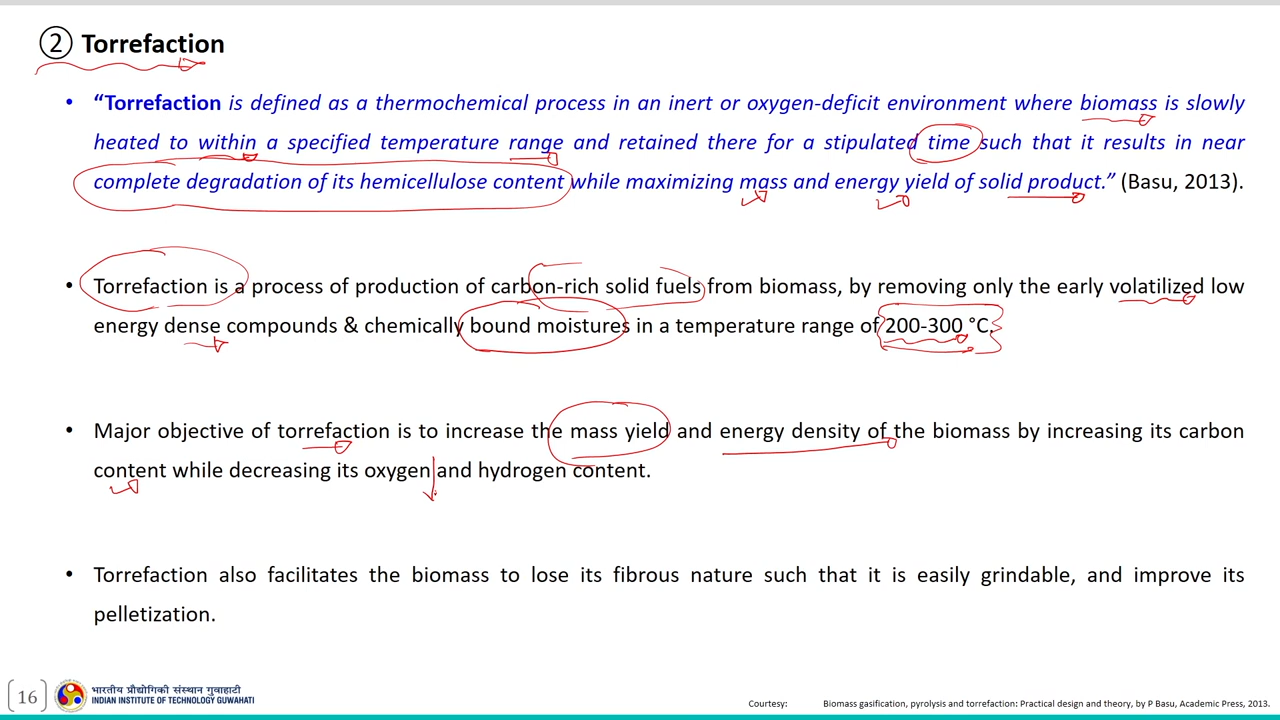 ② Torrefaction
• “Torrefaction is defined as a thermochemical process in an inert or oxygen-deficit environment where biomass is slowly
heated to within a specified temperature range and retained there for a stipulated time such that it results in near
complete degradation of its hemicellulose content while maximizing mass and energy yield of solid product.” (Basu, 2013).
• Torrefaction is a process of production of carbon-rich solid fuels from biomass, by removing only the early volatilized low
energy dense compounds & chemically bound moistures in a temperature range of 200-300 °C.
• Major objective of torrefaction is to increase the mass yield and energy density of the biomass by increasing its carbon
content while decreasing its oxygen and hydrogen content.
• Torrefaction also facilitates the biomass to lose its fibrous nature such that it is easily grindable, and improve its
pelletization.
16
भारतीय प्रौद्योगिकी संस्थान गुवाहाटी
INDIAN INSTITUTE OF TECHNOLOGY GUWAHATI
Courtesy: Biomass gasification, pyrolysis and torrefaction: Practical design and theory, by P Basu, Academic Press, 2013.